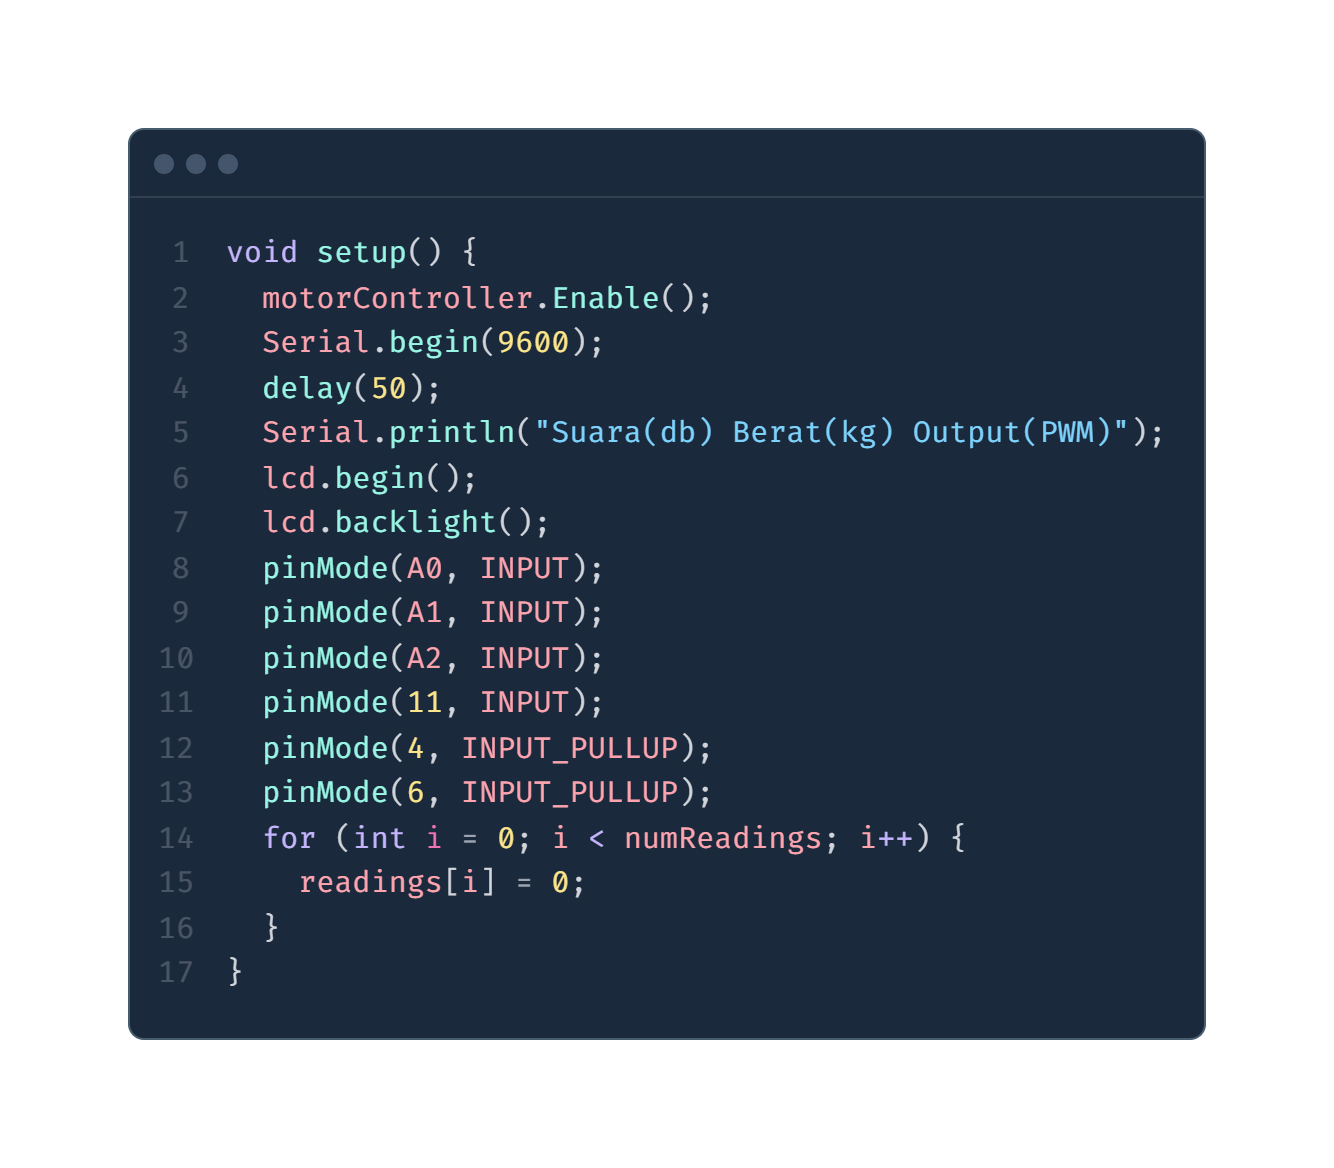 1 void setup() {
2   motorController.Enable();
3   Serial.begin(9600);
4   delay(50);
5   Serial.println("Suara(db) Berat(kg) Output(PWM)");
6   lcd.begin();
7   lcd.backlight();
8   pinMode(A0, INPUT);
9   pinMode(A1, INPUT);
10   pinMode(A2, INPUT);
11   pinMode(11, INPUT);
12   pinMode(4, INPUT_PULLUP);
13   pinMode(6, INPUT_PULLUP);
14   for (int i = 0; i < numReadings; i++) {
15     readings[i] = 0;
16   }
17 }